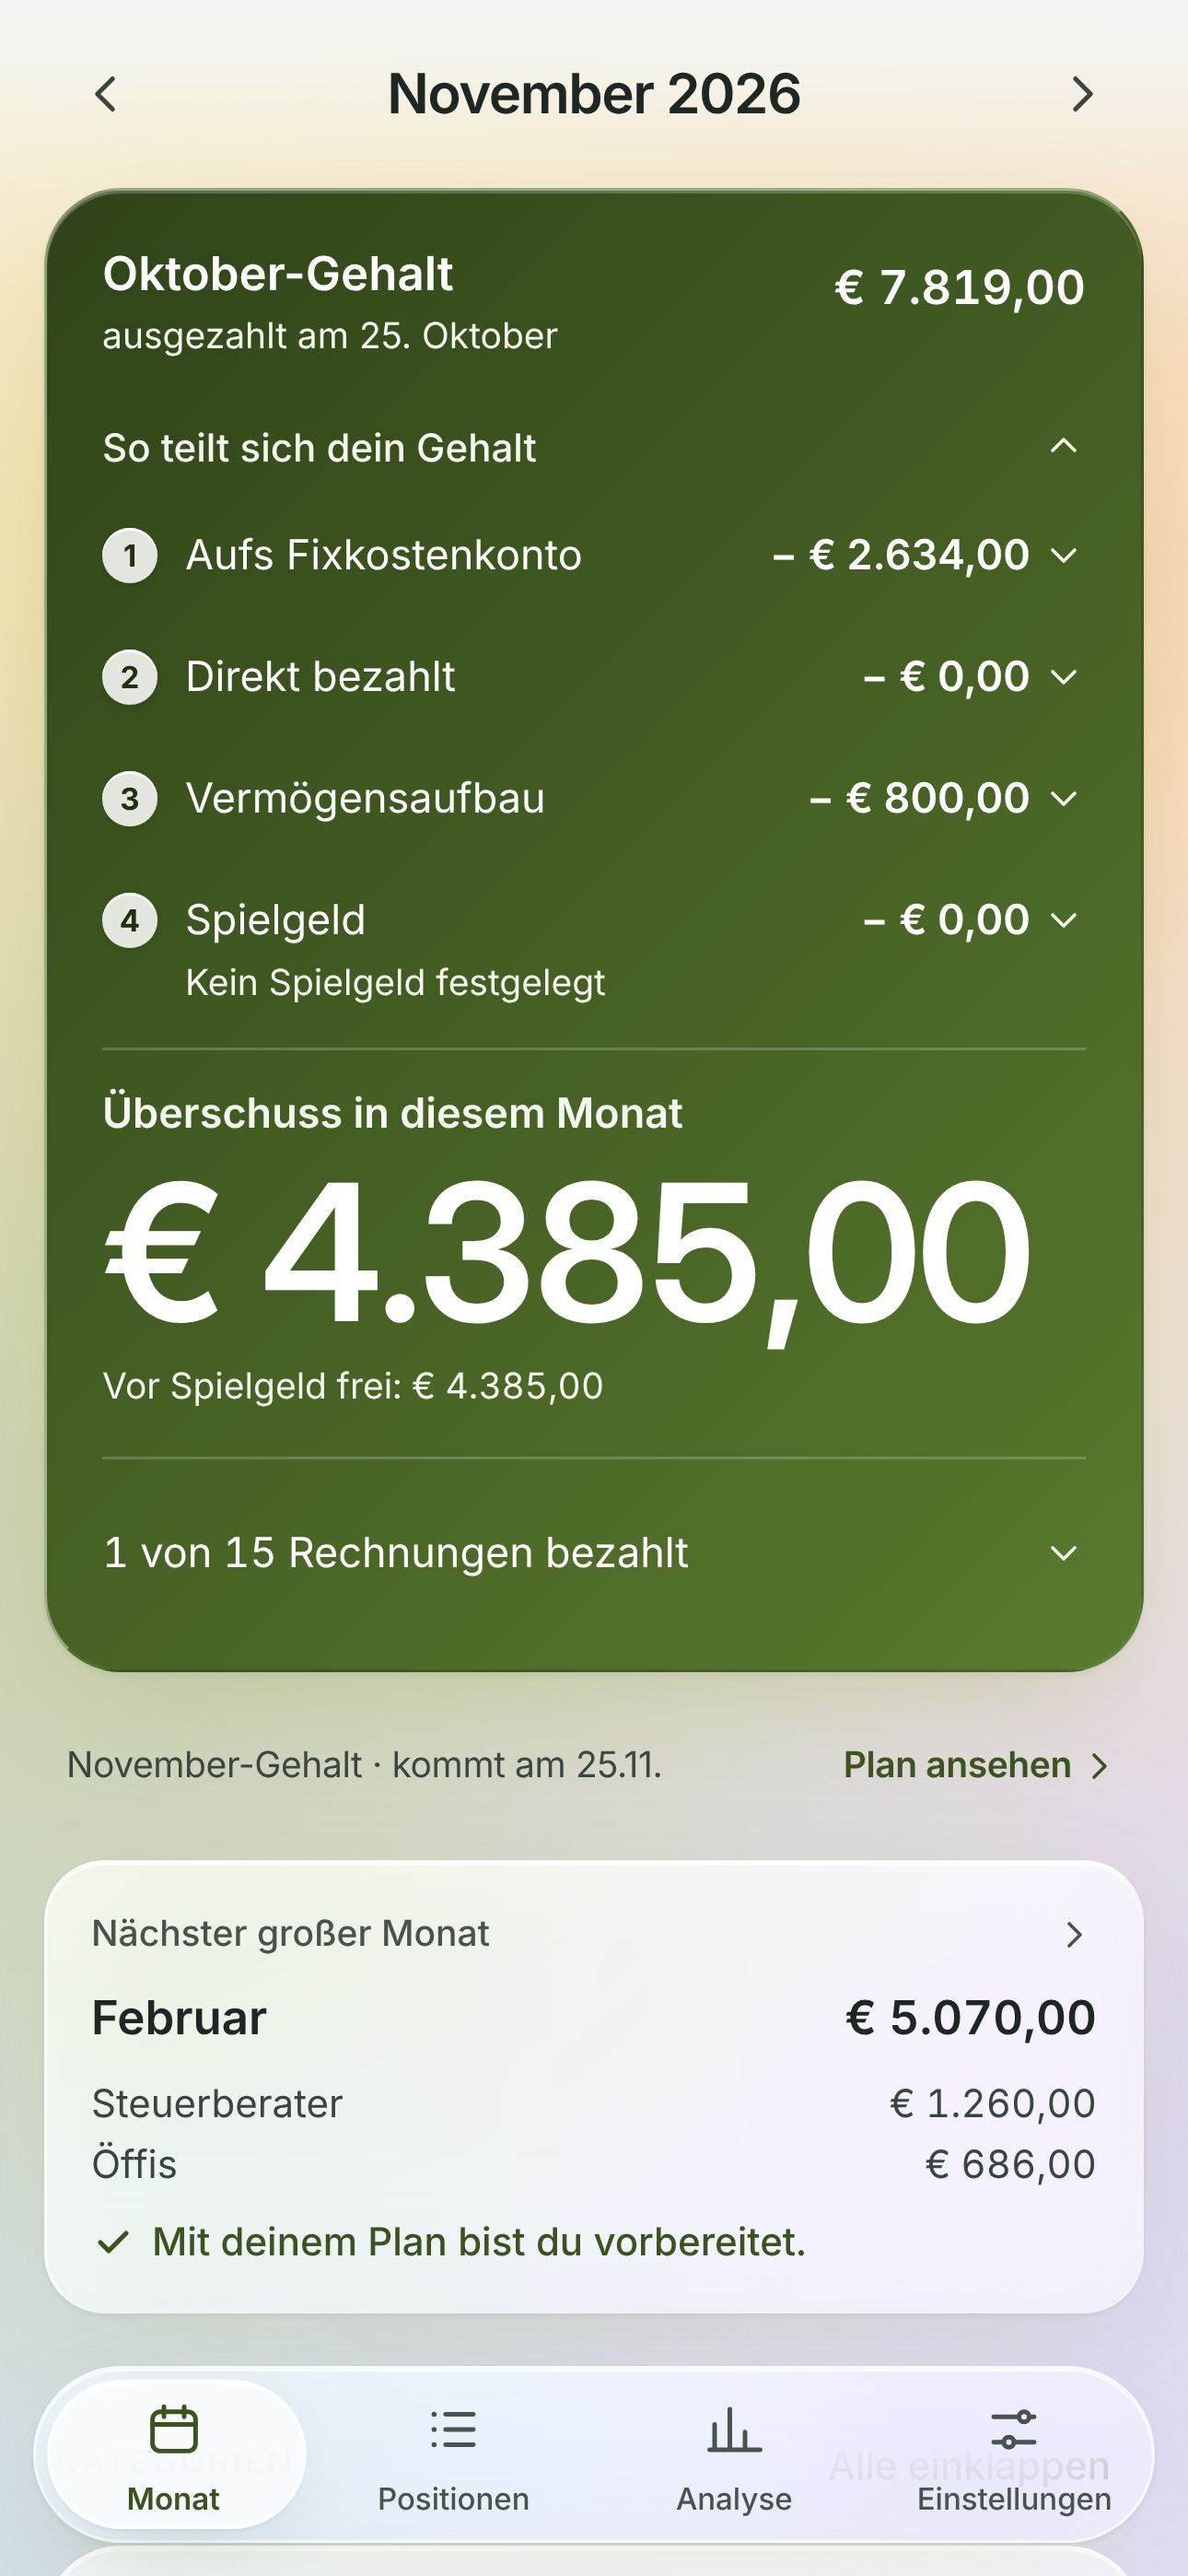 November 2026
Oktober-Gehalt
€ 7.819,00
ausgezahlt am 25. Oktober
So teilt sich dein Gehalt
1 Aufs Fixkostenkonto – € 2.634,00
2 Direkt bezahlt – € 0,00
3 Vermögensaufbau – € 800,00
4 Spielgeld – € 0,00
Kein Spielgeld festgelegt
Überschuss in diesem Monat
€ 4.385,00
Vor Spielgeld frei: € 4.385,00
1 von 15 Rechnungen bezahlt
November-Gehalt · kommt am 25.11. Plan ansehen
Nächster großer Monat
Februar € 5.070,00
Steuerberater € 1.260,00
Öffis € 686,00
Mit deinem Plan bist du vorbereitet.
KATEGORIEN Alle einklappen
Monat Positionen Analyse Einstellungen